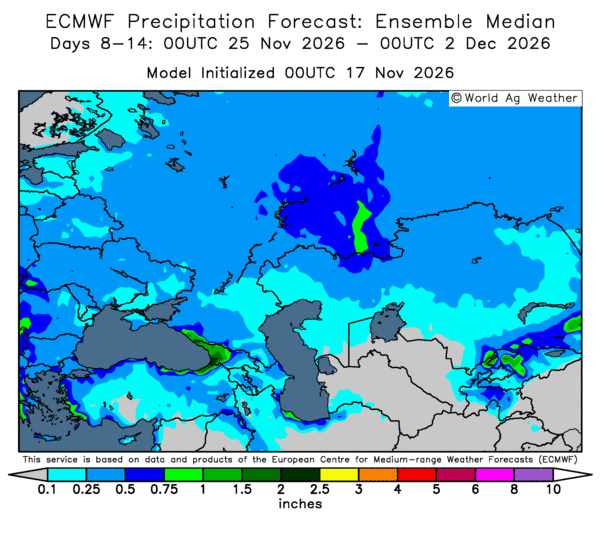 ECMWF Precipitation Forecast: Ensemble Median
Days 8-14: 00UTC 25 Nov 2026 - 00UTC 2 Dec 2026
Model Initialized 00UTC 17 Nov 2026
©World Ag Weather
This service is based on data and products of the European Centre for Medium-range Weather Forecasts (ECMWF)
0.1 0.25 0.5 0.75 1 1.5 2 2.5 3 4 5 6 8 10
inches